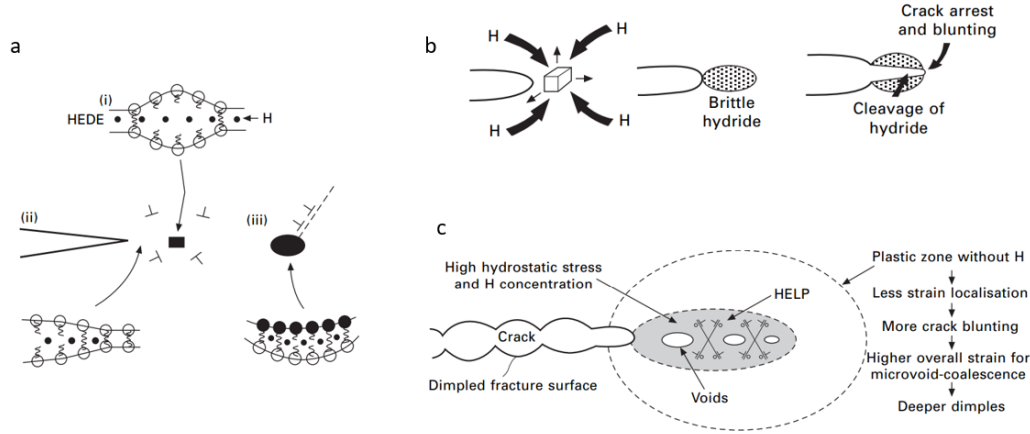 a
(i)
HEDE
H
(ii)
(iii)
b
H
H
H
H
Brittle
hydride
Crack arrest
and blunting
Cleavage of
hydride
c
High hydrostatic stress
and H concentration
HELP
Crack
Dimpled fracture surface
Voids
Plastic zone without H
Less strain localisation
More crack blunting
Higher overall strain for
microvoid-coalescence
Deeper dimples